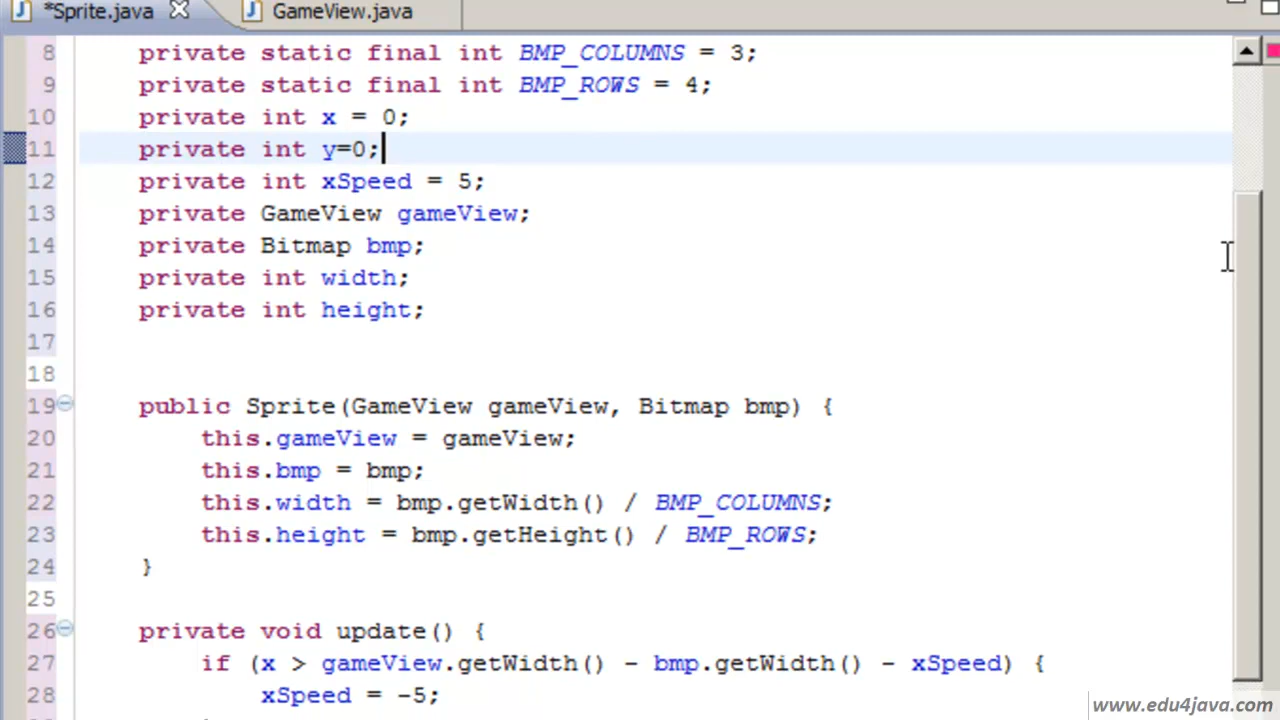 *Sprite.java GameView.java
8 private static final int BMP_COLUMNS = 3;
9 private static final int BMP_ROWS = 4;
10 private int x = 0;
11 private int y=0;
12 private int xSpeed = 5;
13 private GameView gameView;
14 private Bitmap bmp;
15 private int width;
16 private int height;
17
18
19 public Sprite(GameView gameView, Bitmap bmp) {
20 this.gameView = gameView;
21 this.bmp = bmp;
22 this.width = bmp.getWidth() / BMP_COLUMNS;
23 this.height = bmp.getHeight() / BMP_ROWS;
24 }
25
26 private void update() {
27 if (x > gameView.getWidth() - bmp.getWidth() - xSpeed) {
28 xSpeed = -5;
www.edu4java.com